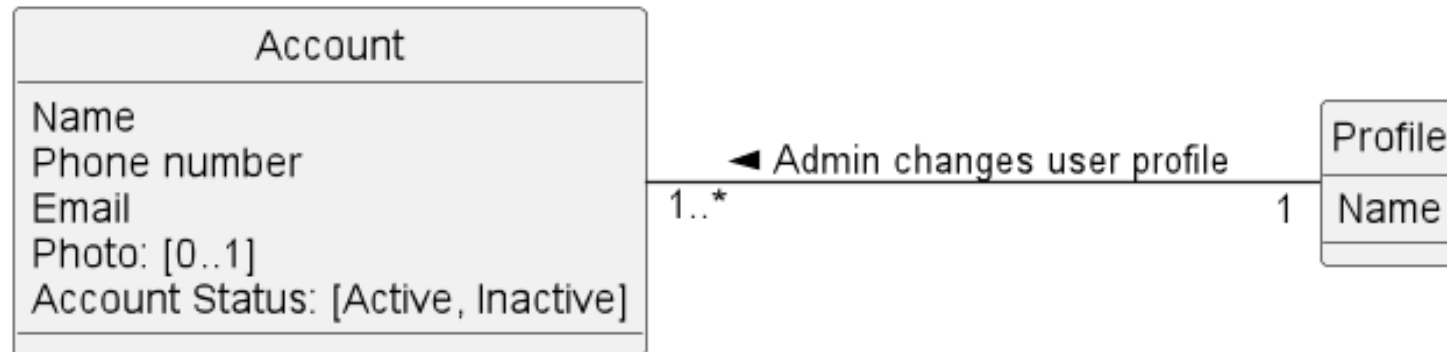 Account
Name
Phone number
Email
Photo: [0..1]
Account Status: [Active, Inactive]
◄ Admin changes user profile
1..*
1
Profile
Name